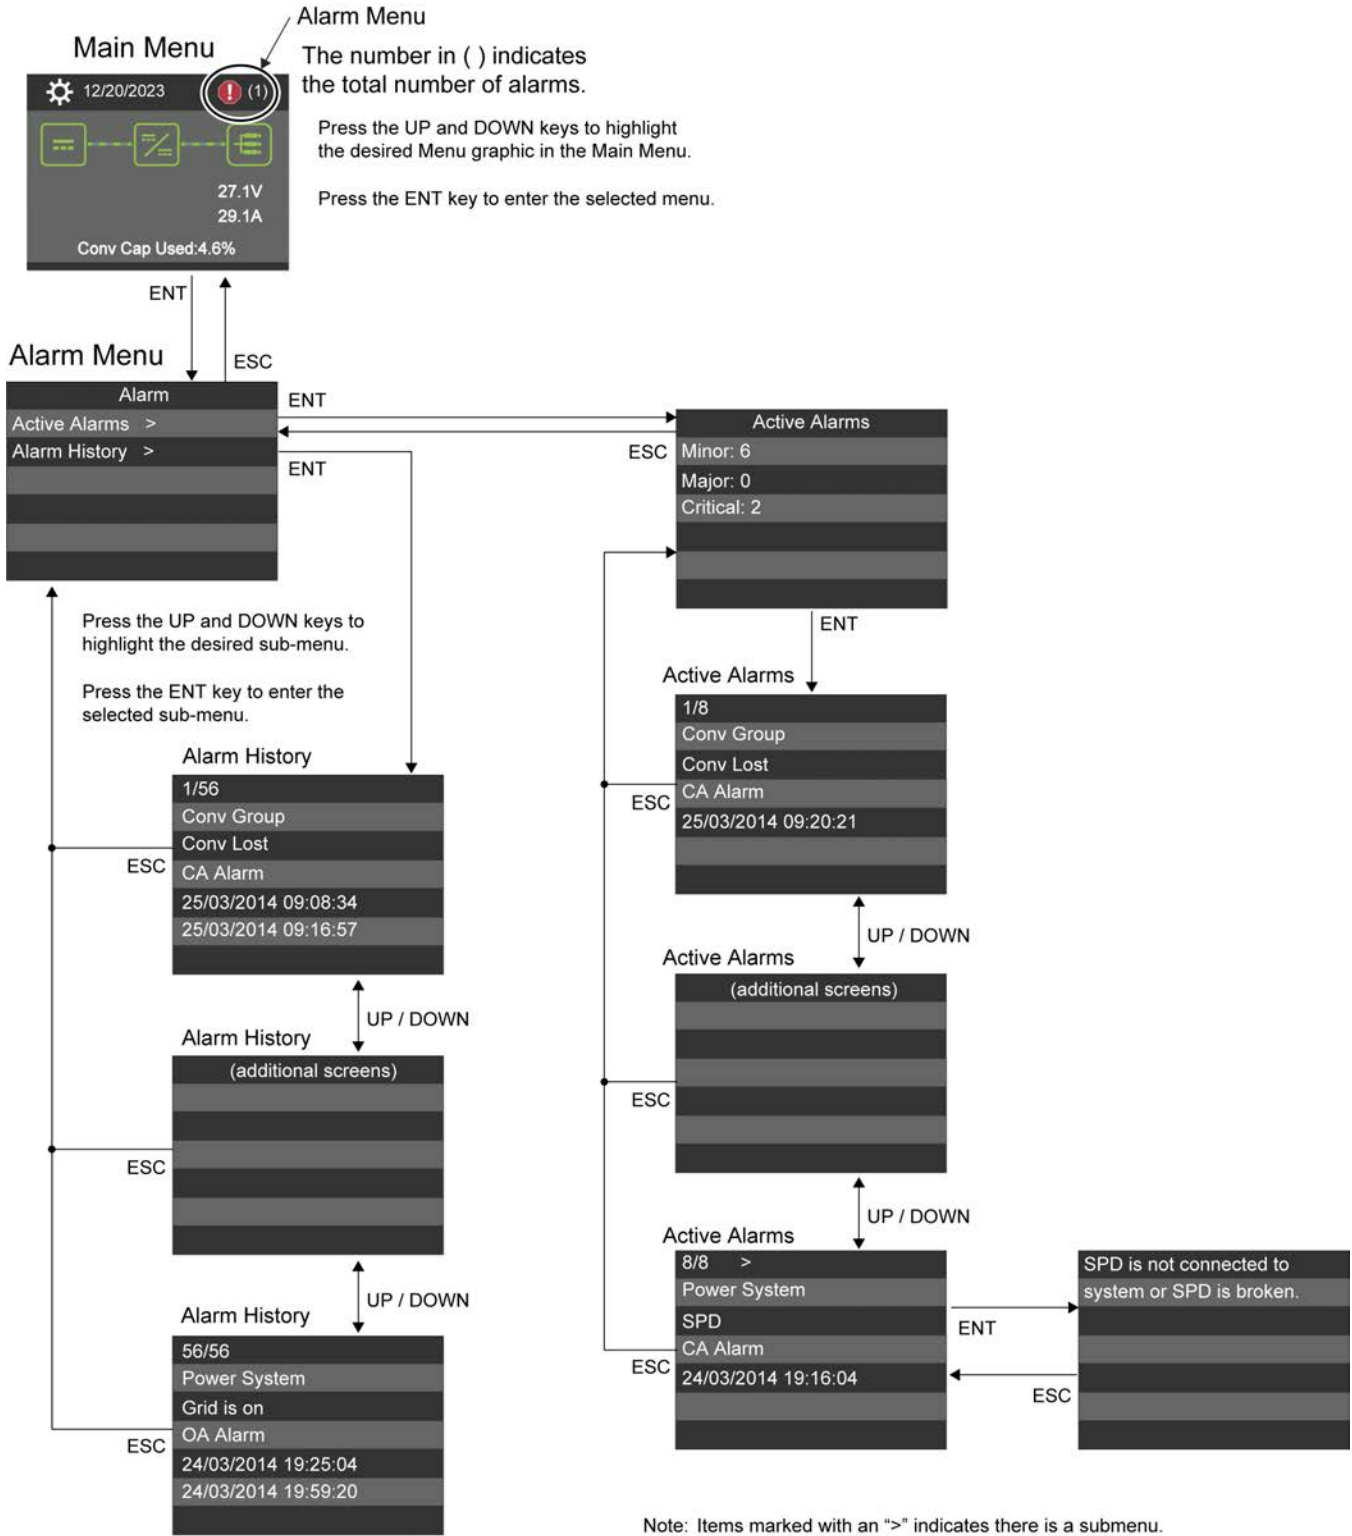 Alarm Menu
Main Menu
The number in ( ) indicates
the total number of alarms.
12/20/2023
(1)
Press the UP and DOWN keys to highlight
the desired Menu graphic in the Main Menu.
27.1V
29.1A
Press the ENT key to enter the selected menu.
Conv Cap Used:4.6%
ENT
ESC
Alarm Menu
Alarm
Active Alarms >
Alarm History >
ENT
ENT
ESC
Active Alarms
Minor: 6
Major: 0
Critical: 2
ENT
Press the UP and DOWN keys to
highlight the desired sub-menu.
Press the ENT key to enter the
selected sub-menu.
Alarm History
1/56
Conv Group
Conv Lost
CA Alarm
25/03/2014 09:08:34
25/03/2014 09:16:57
ESC
UP / DOWN
Alarm History
(additional screens)
ESC
UP / DOWN
Alarm History
56/56
Power System
Grid is on
OA Alarm
24/03/2014 19:25:04
24/03/2014 19:59:20
ESC
Active Alarms
1/8
Conv Group
Conv Lost
CA Alarm
25/03/2014 09:20:21
ESC
UP / DOWN
Active Alarms
(additional screens)
ESC
UP / DOWN
Active Alarms
8/8 >
Power System
SPD
CA Alarm
24/03/2014 19:16:04
ESC
ENT
ESC
SPD is not connected to
system or SPD is broken.
Note: Items marked with an “>” indicates there is a submenu.